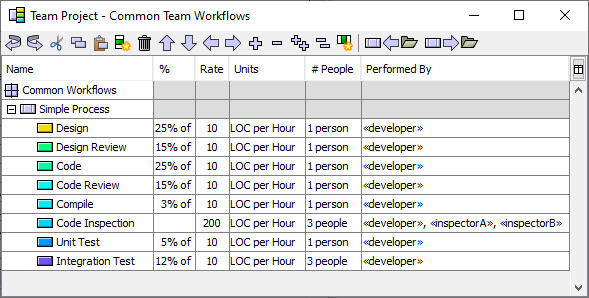 Team Project - Common Team Workflows
Name % Rate Units # People Performed By
Common Workflows
Simple Process
Design 25% of 10 LOC per Hour 1 person «developer»
Design Review 15% of 10 LOC per Hour 1 person «developer»
Code 25% of 10 LOC per Hour 1 person «developer»
Code Review 15% of 10 LOC per Hour 1 person «developer»
Compile 3% of 10 LOC per Hour 1 person «developer»
Code Inspection 200 LOC per Hour 3 people «developer», «inspectorA», «inspectorB»
Unit Test 5% of 10 LOC per Hour 1 person «developer»
Integration Test 12% of 10 LOC per Hour 3 people «developer»